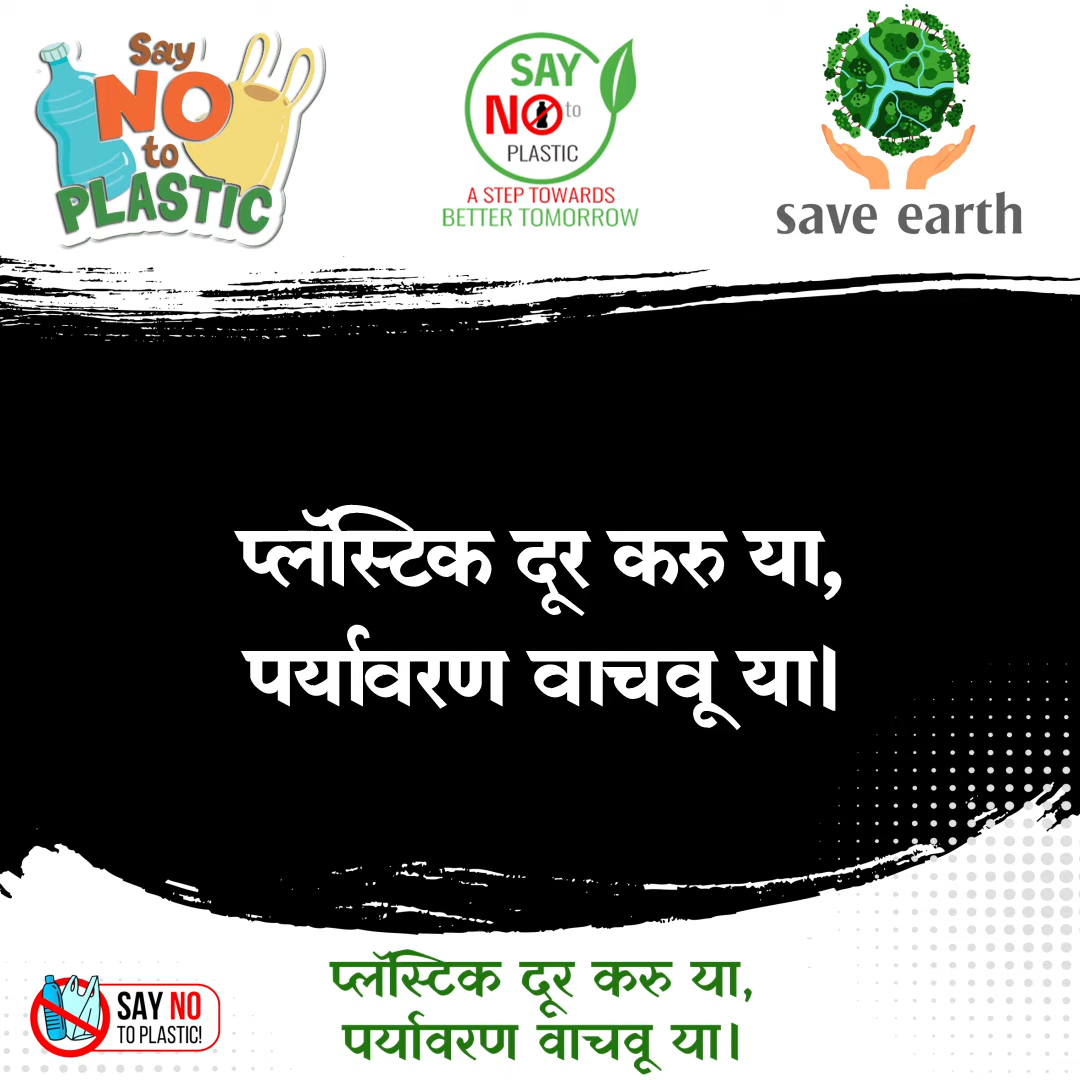 Say
NO
to
PLASTIC
SAY
NO to
PLASTIC
A STEP TOWARDS
BETTER TOMORROW
save earth
प्लॅस्टिक दूर करु या,
पर्यावरण वाचवू या।
SAY NO
TO PLASTIC!
प्लॅस्टिक दूर करु या,
पर्यावरण वाचवू या।